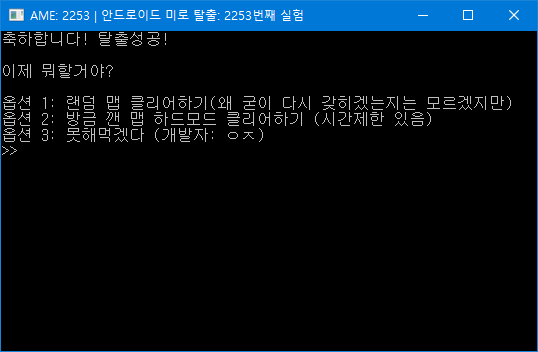 AME: 2253 | 안드로이드 미로 탈출: 2253번째 실험
축하합니다! 탈출성공!
이제 뭐할거야?
옵션 1: 랜덤 맵 클리어하기(왜 굳이 다시 갖히겠는지는 모르겠지만)
옵션 2: 방금 깬 맵 하드모드 클리어하기 (시간제한 있음)
옵션 3: 못해먹겠다 (개발자: ㅇㅈ)
>>